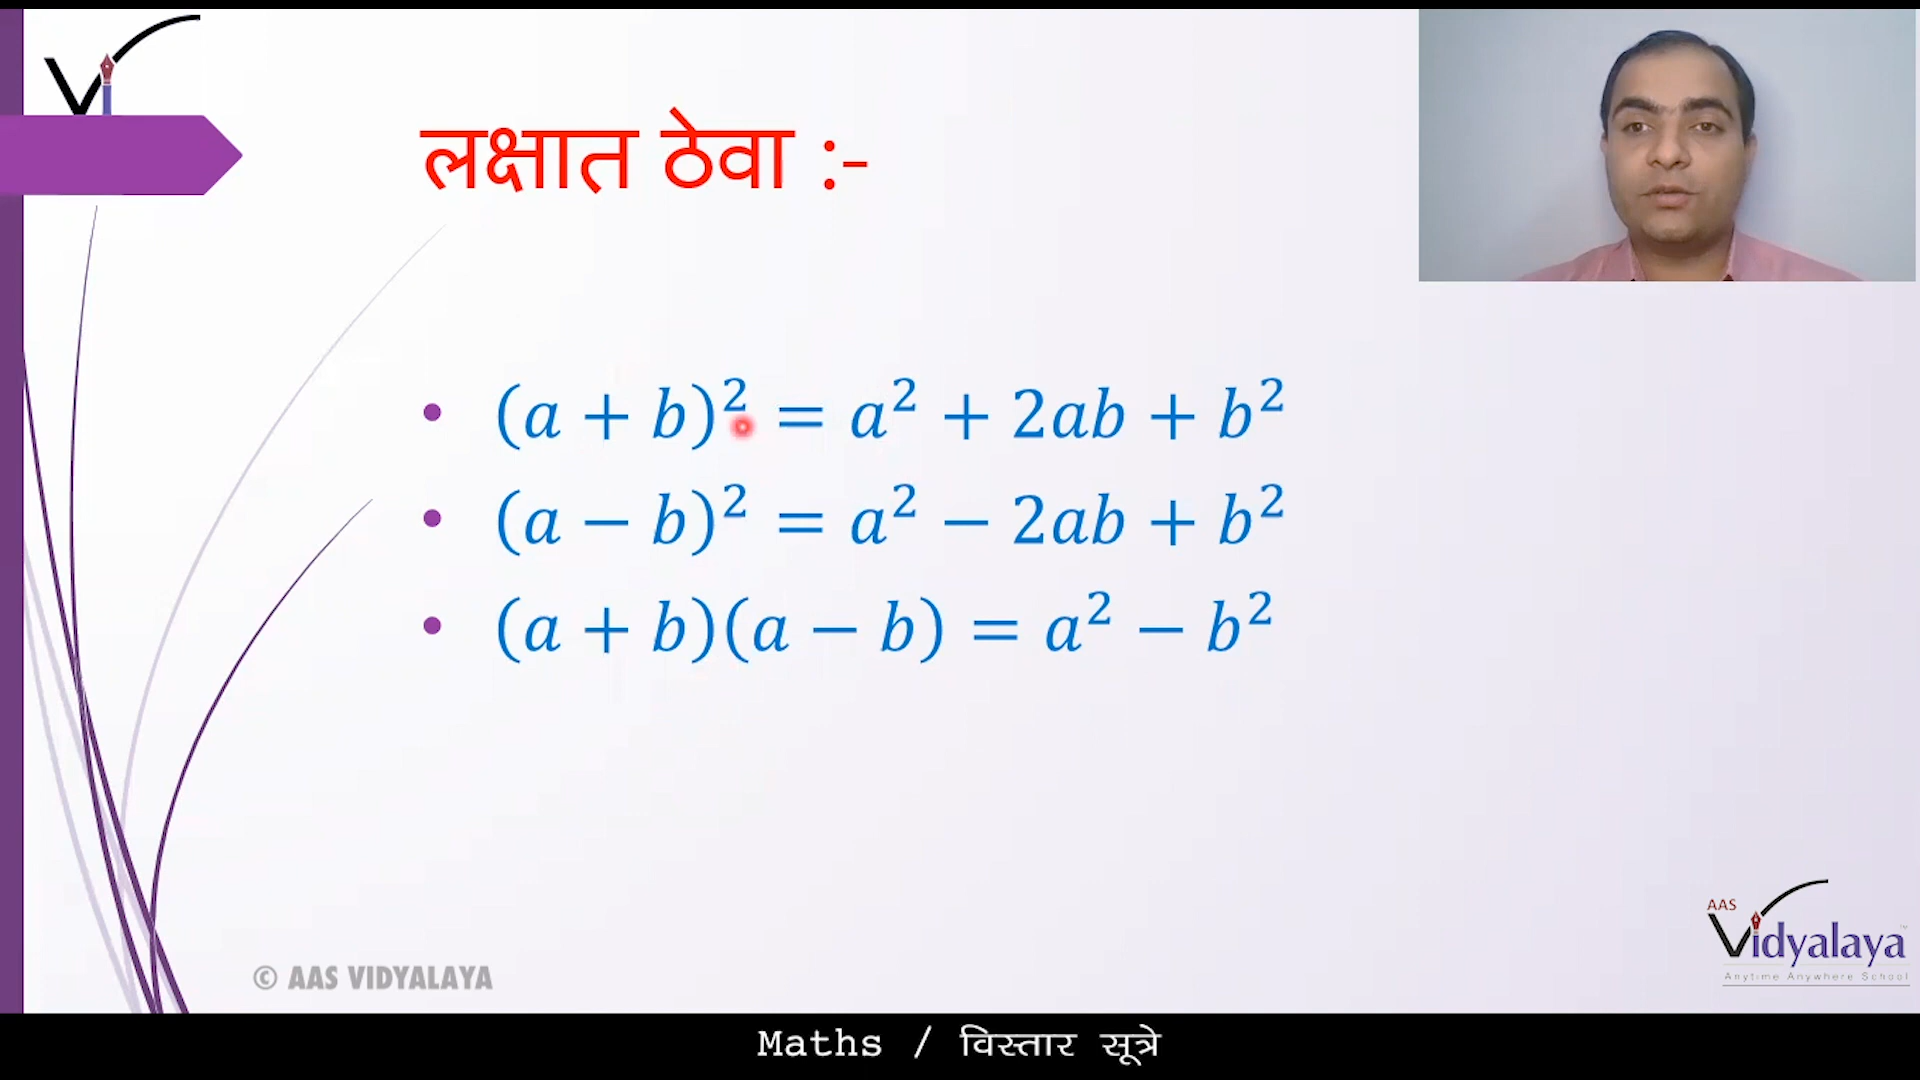 लक्षात ठेवा :-
• (a + b)² = a² + 2ab + b²
• (a − b)² = a² − 2ab + b²
• (a + b)(a − b) = a² − b²
AAS
Vidyalaya
Anytime Anywhere School
© AAS VIDYALAYA
Maths / विस्तार सूत्रे